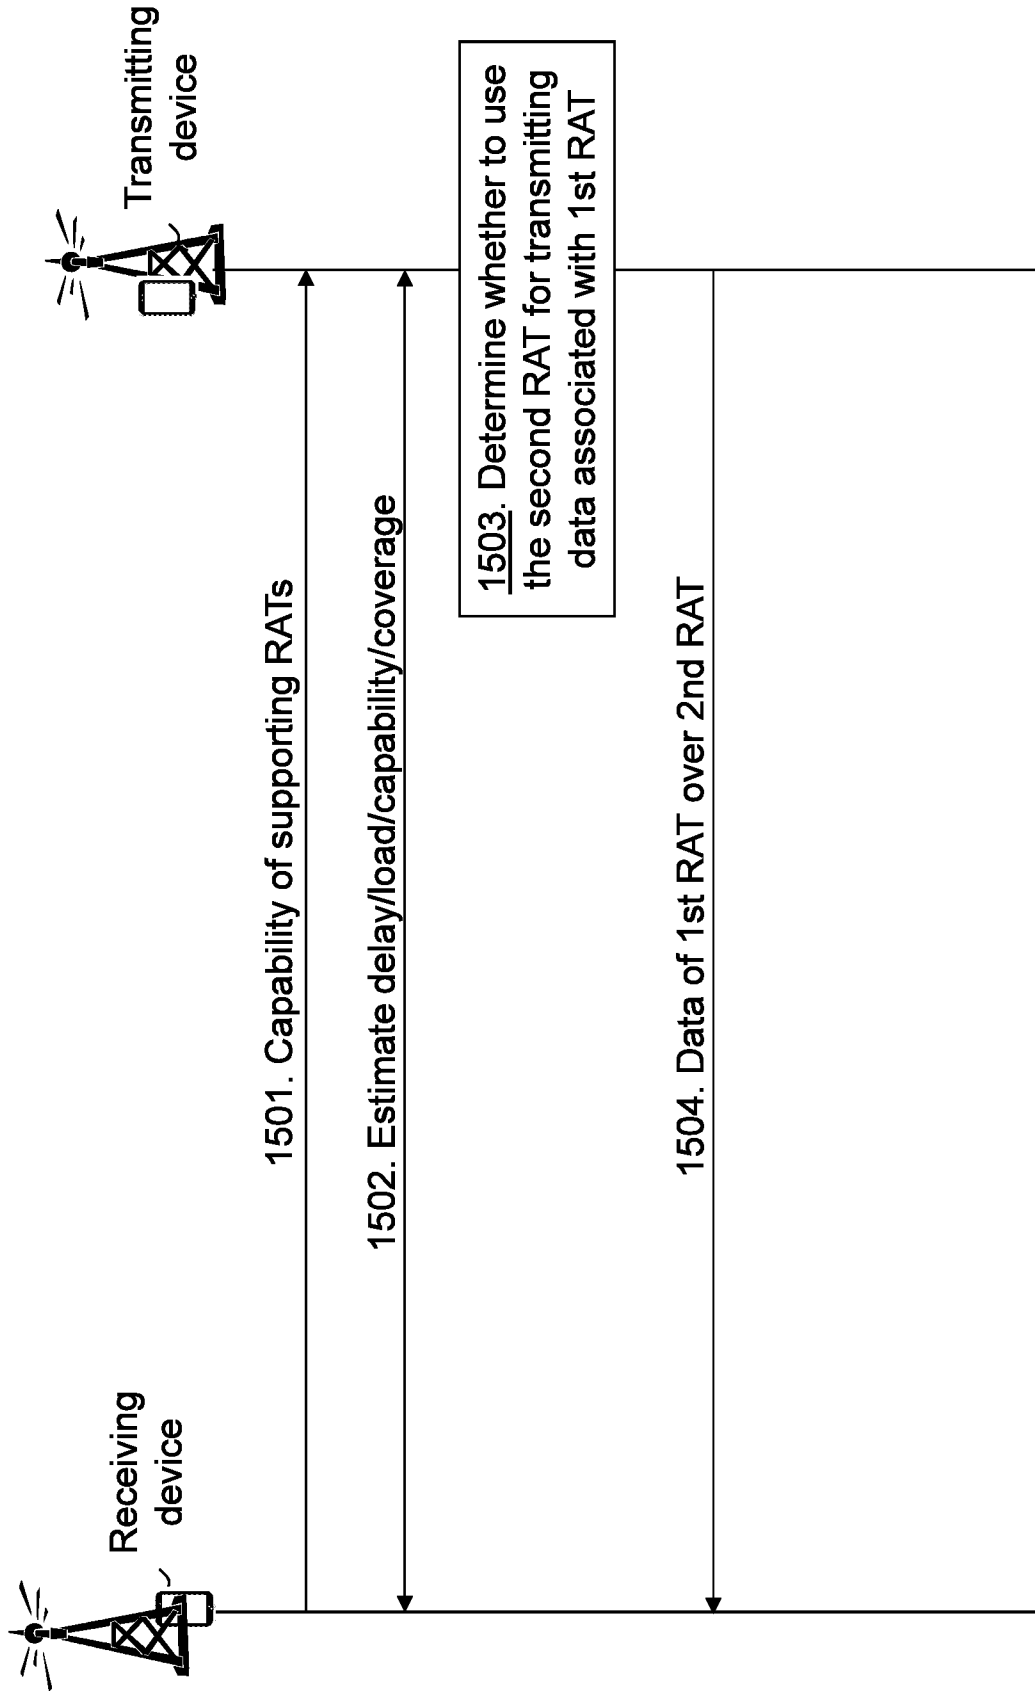 Receiving
device
Transmitting
device
1501. Capability of supporting RATs
1502. Estimate delay/load/capability/coverage
1503. Determine whether to use
the second RAT for transmitting
data associated with 1st RAT
1504. Data of 1st RAT over 2nd RAT